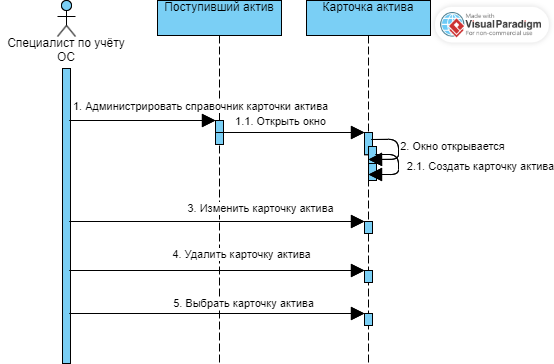 Поступивший актив
Карточка актива
Made with
VisualParadigm
For non-commercial use
Специалист по учёту
ОС
1. Администрировать справочник карточки актива
1.1. Открыть окно
2. Окно открывается
2.1. Создать карточку актива
3. Изменить карточку актива
4. Удалить карточку актива
5. Выбрать карточку актива